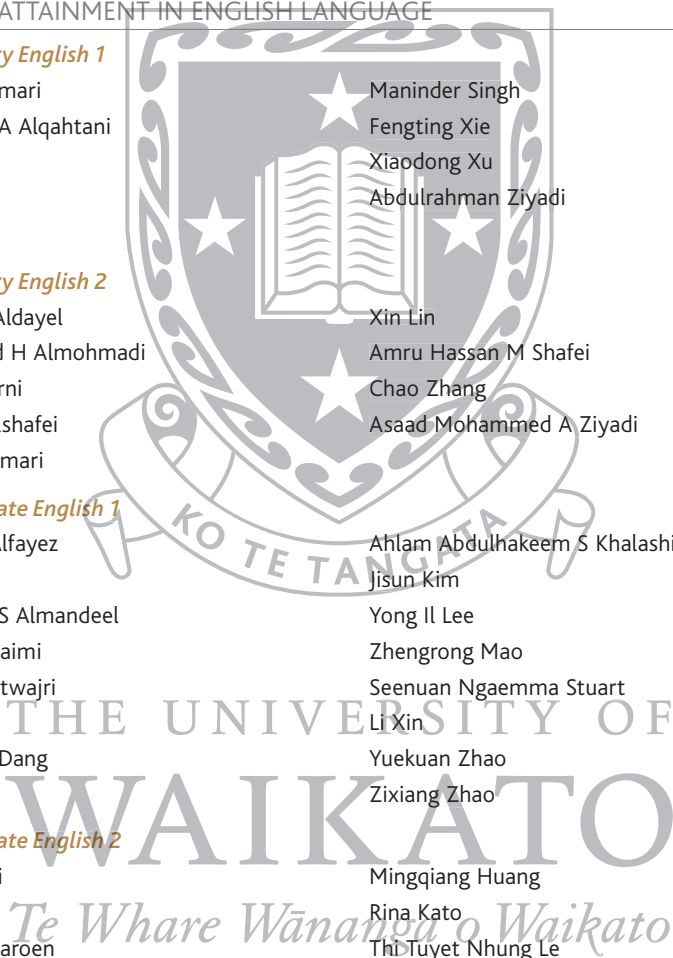 ATTAINMENT IN ENGLISH LANGUAGE
ry English 1
mari
A Alqahtani
Maninder Singh
Fengting Xie
Xiaodong Xu
Abdulrahman Ziyadi
ry English 2
Aldayel
d H Almohmadi
rni
shafei
mari
Xin Lin
Amru Hassan M Shafei
Chao Zhang
Asaad Mohammed A Ziyadi
ate English 1
lfayez
S Almandeel
aimi
twajri
Dang
Ahlam Abdulhakeem S Khalashi
Jisun Kim
Yong Il Lee
Zhengrong Mao
Seenuan Ngaemma Stuart
Li Xin
Yuekuan Zhao
Zixiang Zhao
ate English 2
i
aroen
Mingqiang Huang
Rina Kato
Thi Tuyet Nhung Le
KO TE TANGATA
THE UNIVERSITY OF
WAIKATO
Te Whare Wānanga o Waikato